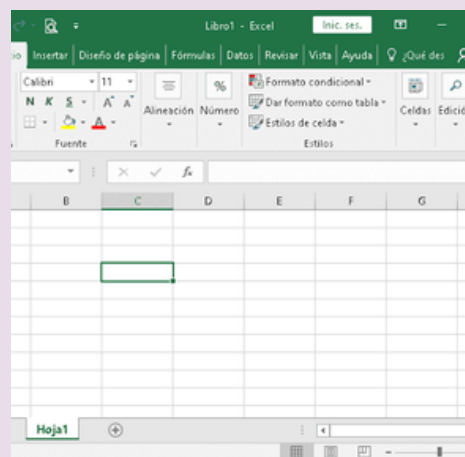 Libro1 - Excel
Inic. ses.
Insertar Diseño de página Fórmulas Datos Revisar Vista Ayuda ¿Qué des
Calibri 11
N K S A A
Alineación Número
%
Formato condicional
Dar formato como tabla
Estilos de celda
Celdas
Fuente Estilos
fx
B C D E F G
Hoja1